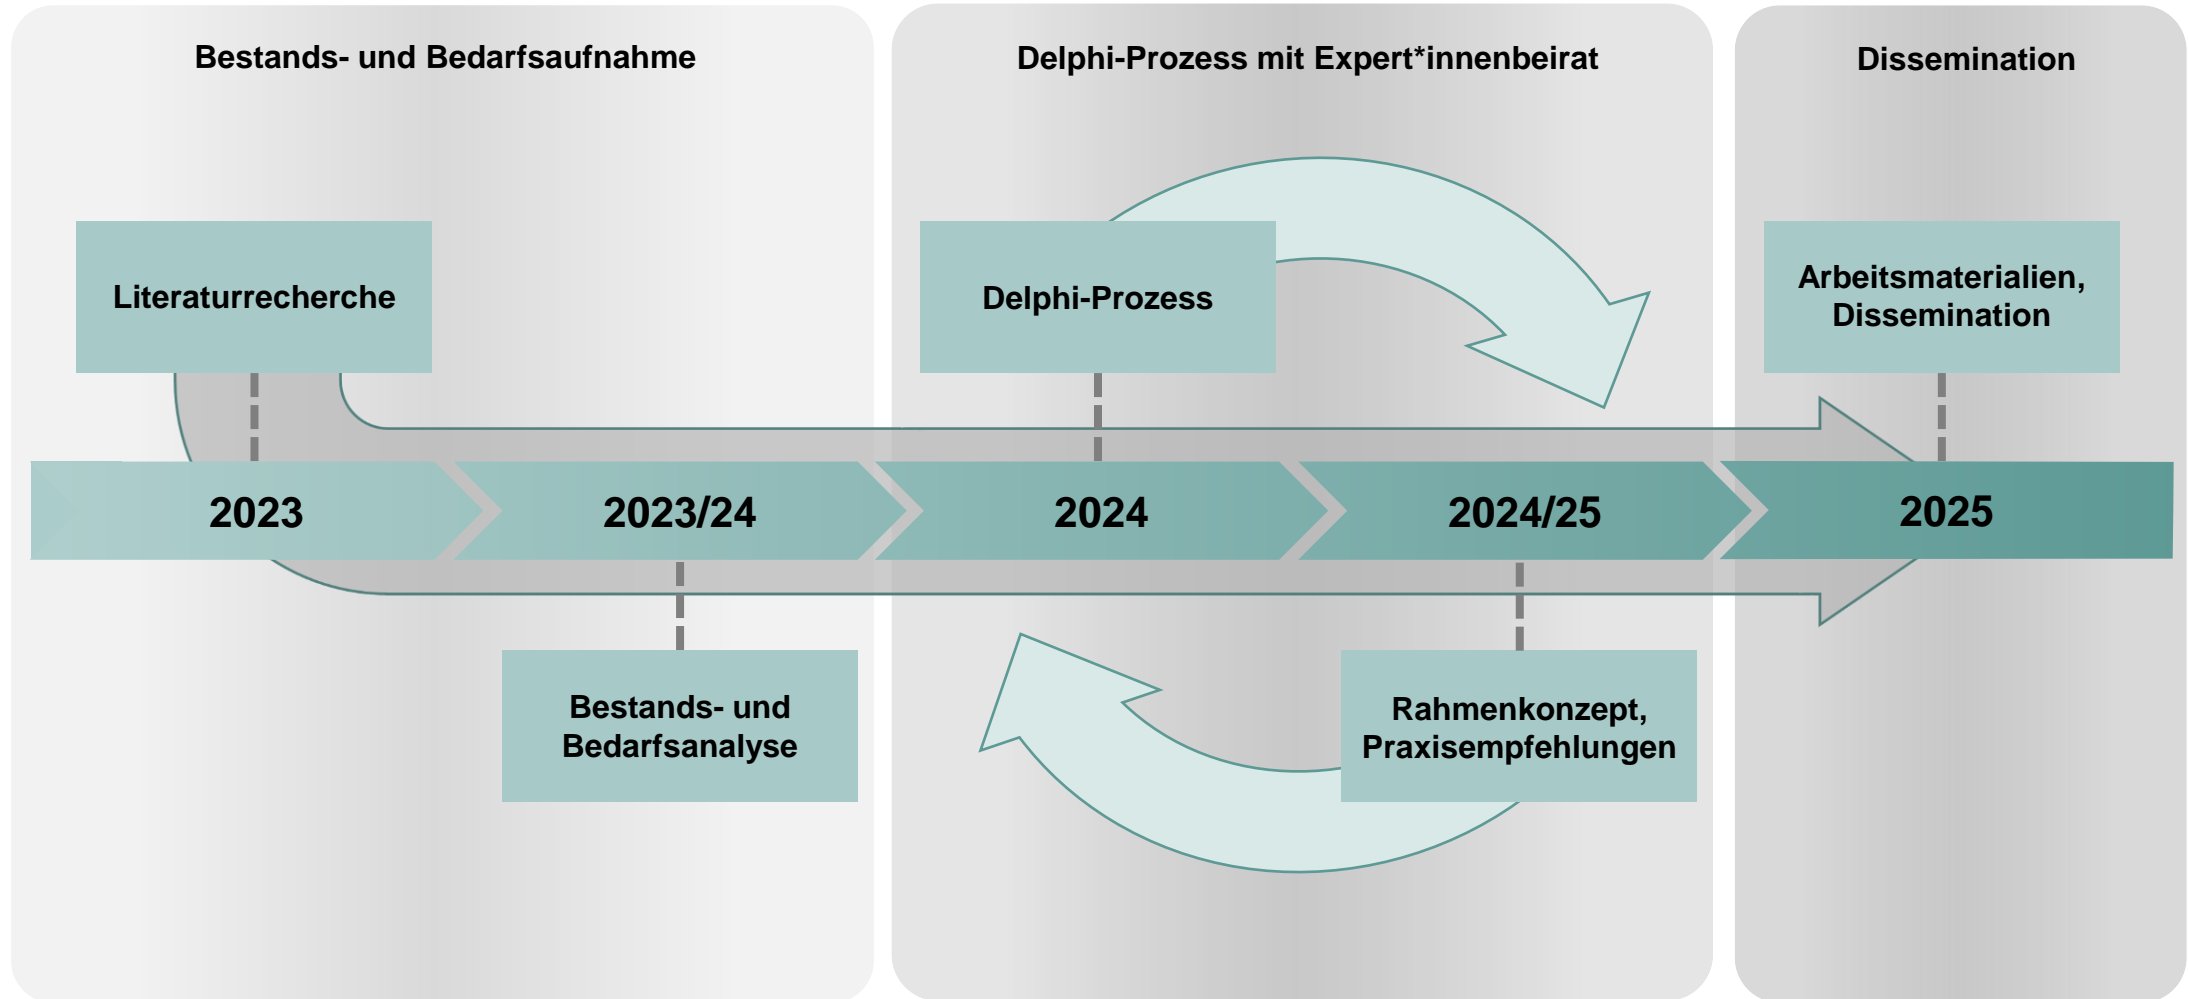 Bestands- und Bedarfsaufnahme
Delphi-Prozess mit Expert*innenbeirat
Dissemination
Literaturrecherche
Delphi-Prozess
Arbeitsmaterialien,
Dissemination
2023
2023/24
2024
2024/25
2025
Bestands- und
Bedarfsanalyse
Rahmenkonzept,
Praxisempfehlungen